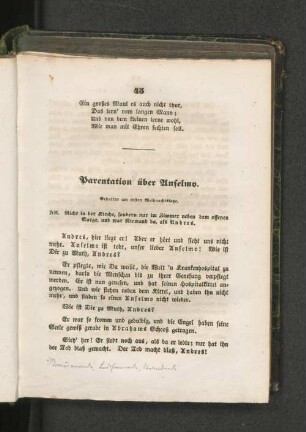 45
Ein großes Maul es auch nicht thut,
Das lern' vom langen Mann;
Und von dem kleinen lerne wohl,
Wie man mit Ehren fechten soll.
Parentation über Anselmo,
Gehalten am ersten Weihnachtstage.
NB. Nicht in der Kirche, sondern nur im Zimmer neben dem offenen
Sarge, und war Niemand da, als Andres.
Andres, hier liegt er! Aber er hört und sieht uns nicht
mehr. Anselmo ist todt, unser lieber Anselmo! Wie ist
Dir zu Muth, Andres?
Er pflegte, wie Du weißt, die Welt 'n Krankenhospital zu
nennen, darin die Menschen bis zu ihrer Genesung verpflegt
werden. Er ist nun genesen, und hat seinen Hospitalkittel aus-
gezogen. Und wir stehen neben dem Kittel, und haben ihn nicht
mehr, und finden so einen Anselmo nicht wieder.
Wie ist Dir zu Muth, Andres?
Er war so fromm und geduldig, und die Engel haben seine
Seele gewiß gerade in Abrahams Schooß getragen.
Sieh' her! Er sieht noch aus, als da er lebte; nur hat ihn
der Tod blaß gemacht. Der Tod macht blaß, Andres!